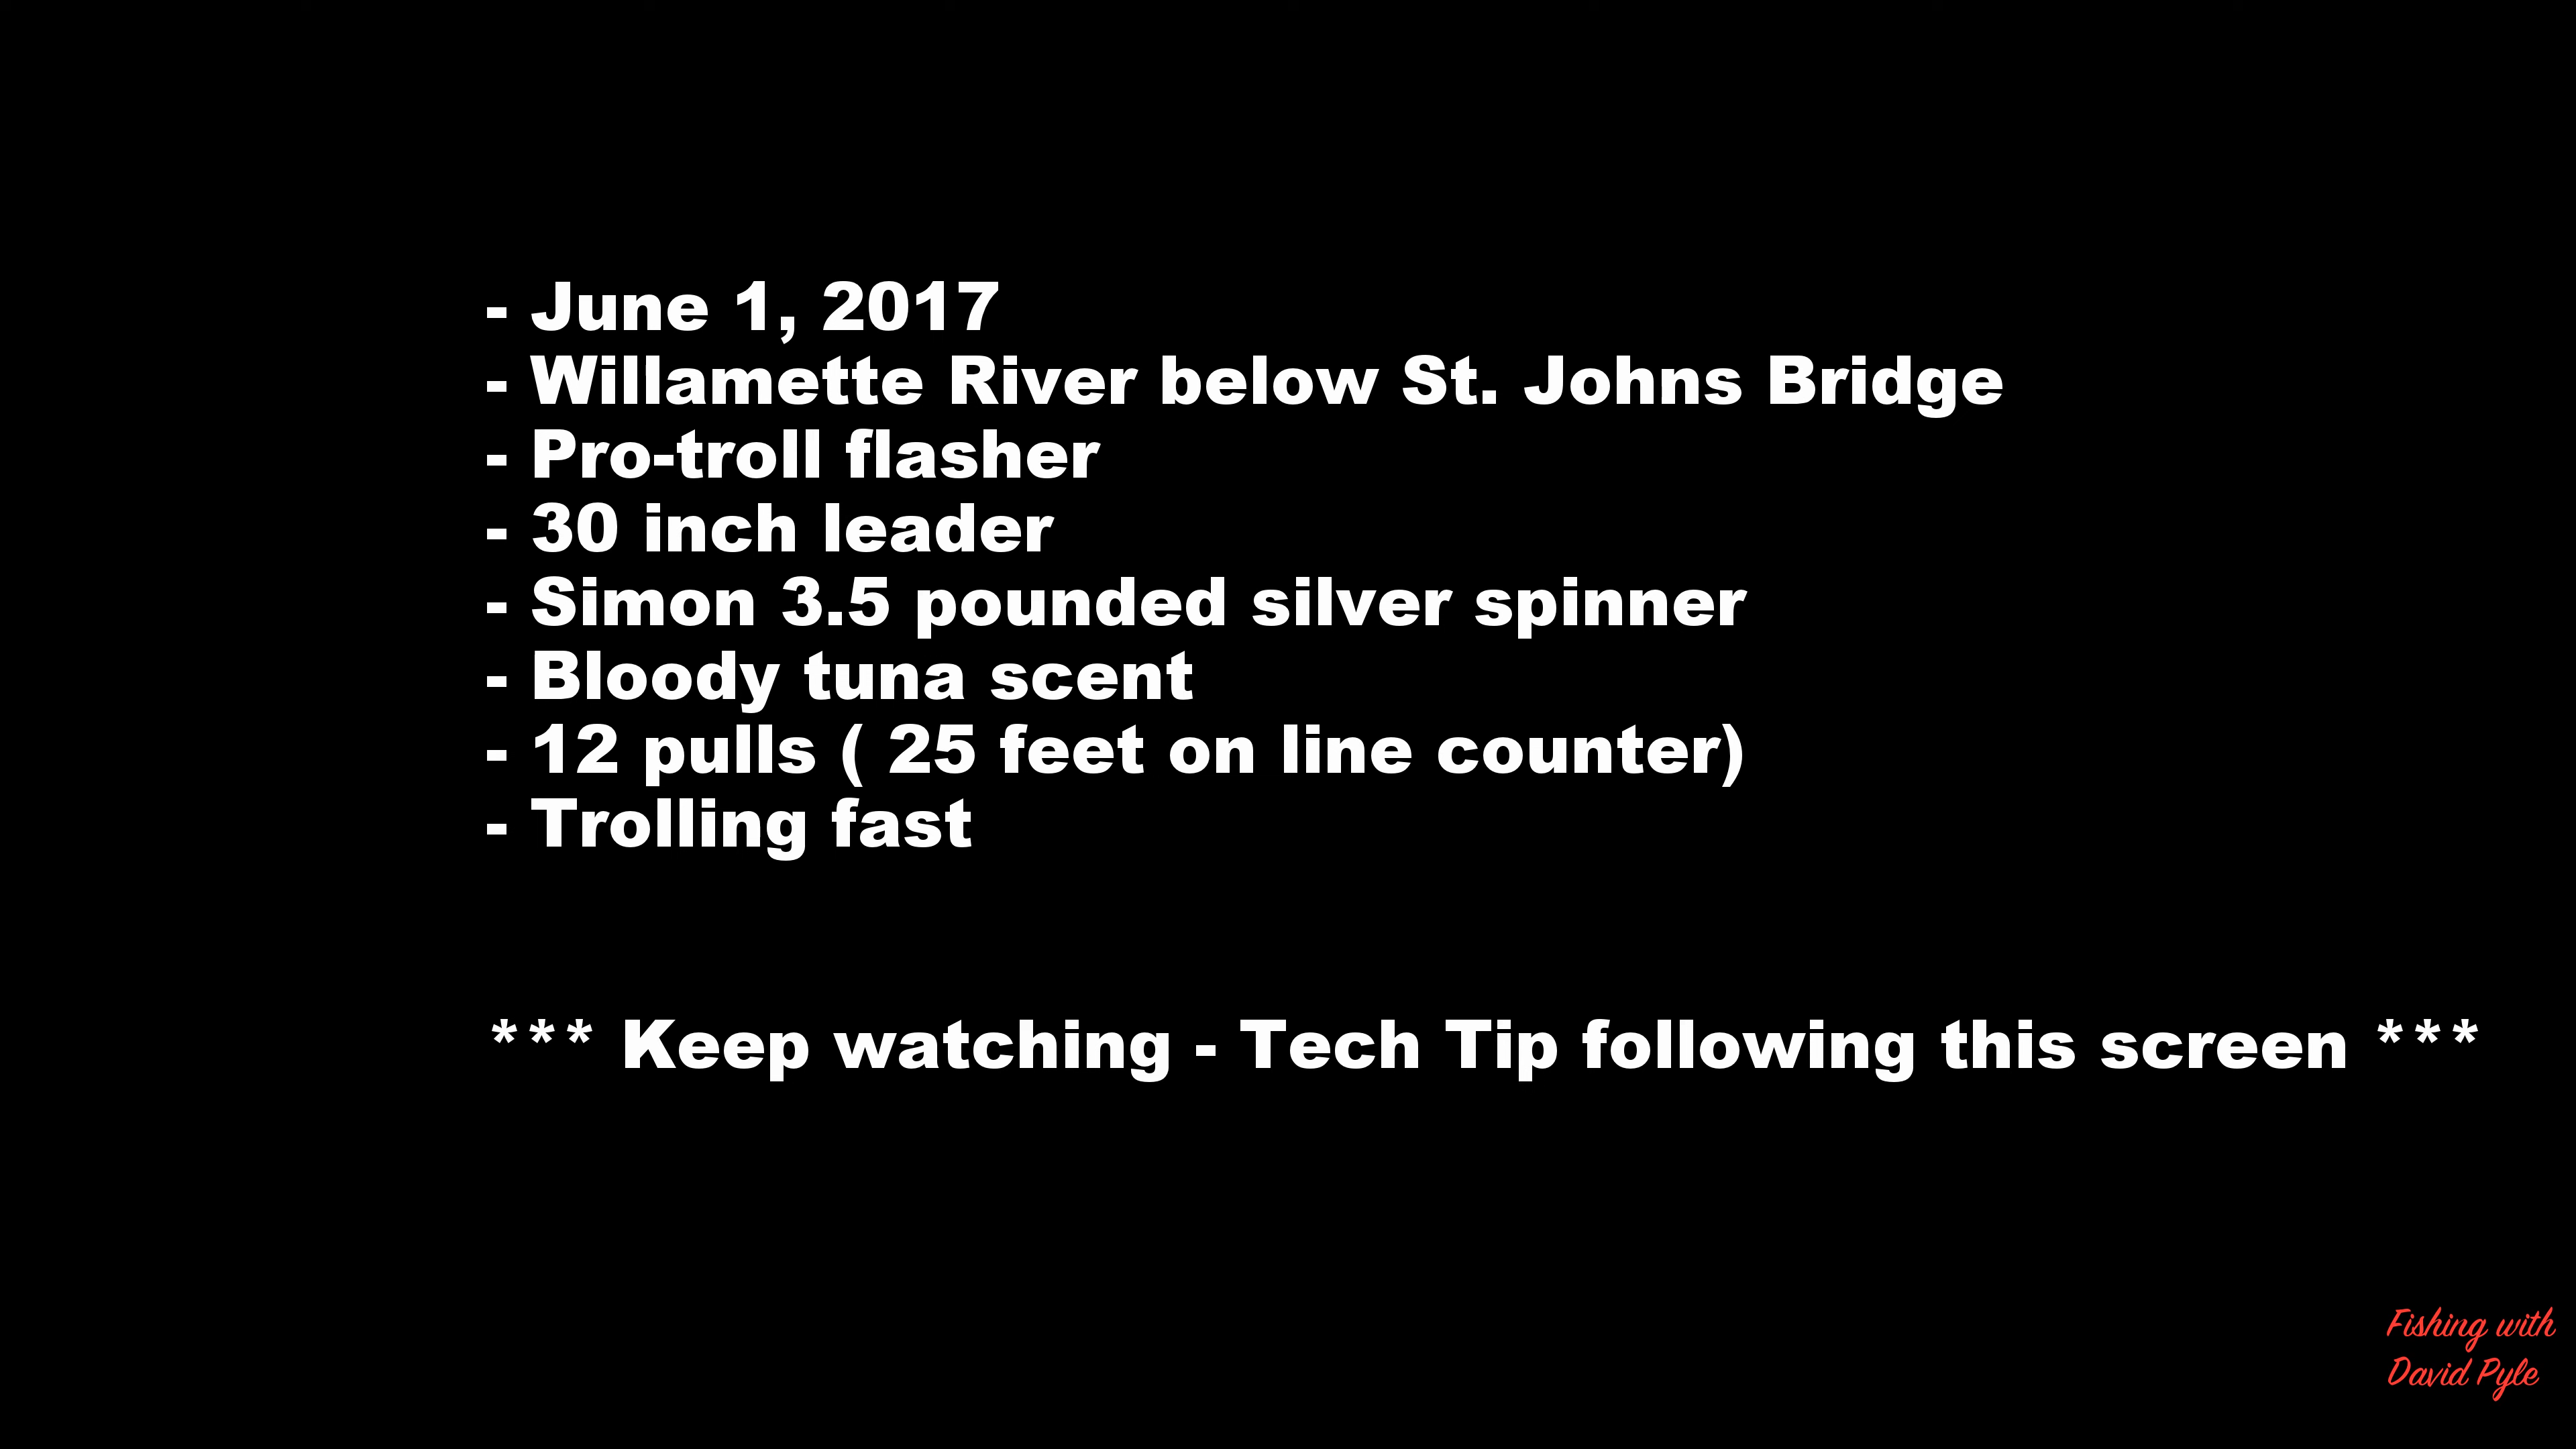 - June 1, 2017
- Willamette River below St. Johns Bridge
- Pro-troll flasher
- 30 inch leader
- Simon 3.5 pounded silver spinner
- Bloody tuna scent
- 12 pulls ( 25 feet on line counter)
- Trolling fast
*** Keep watching - Tech Tip following this screen ***
Fishing with
David Pyle